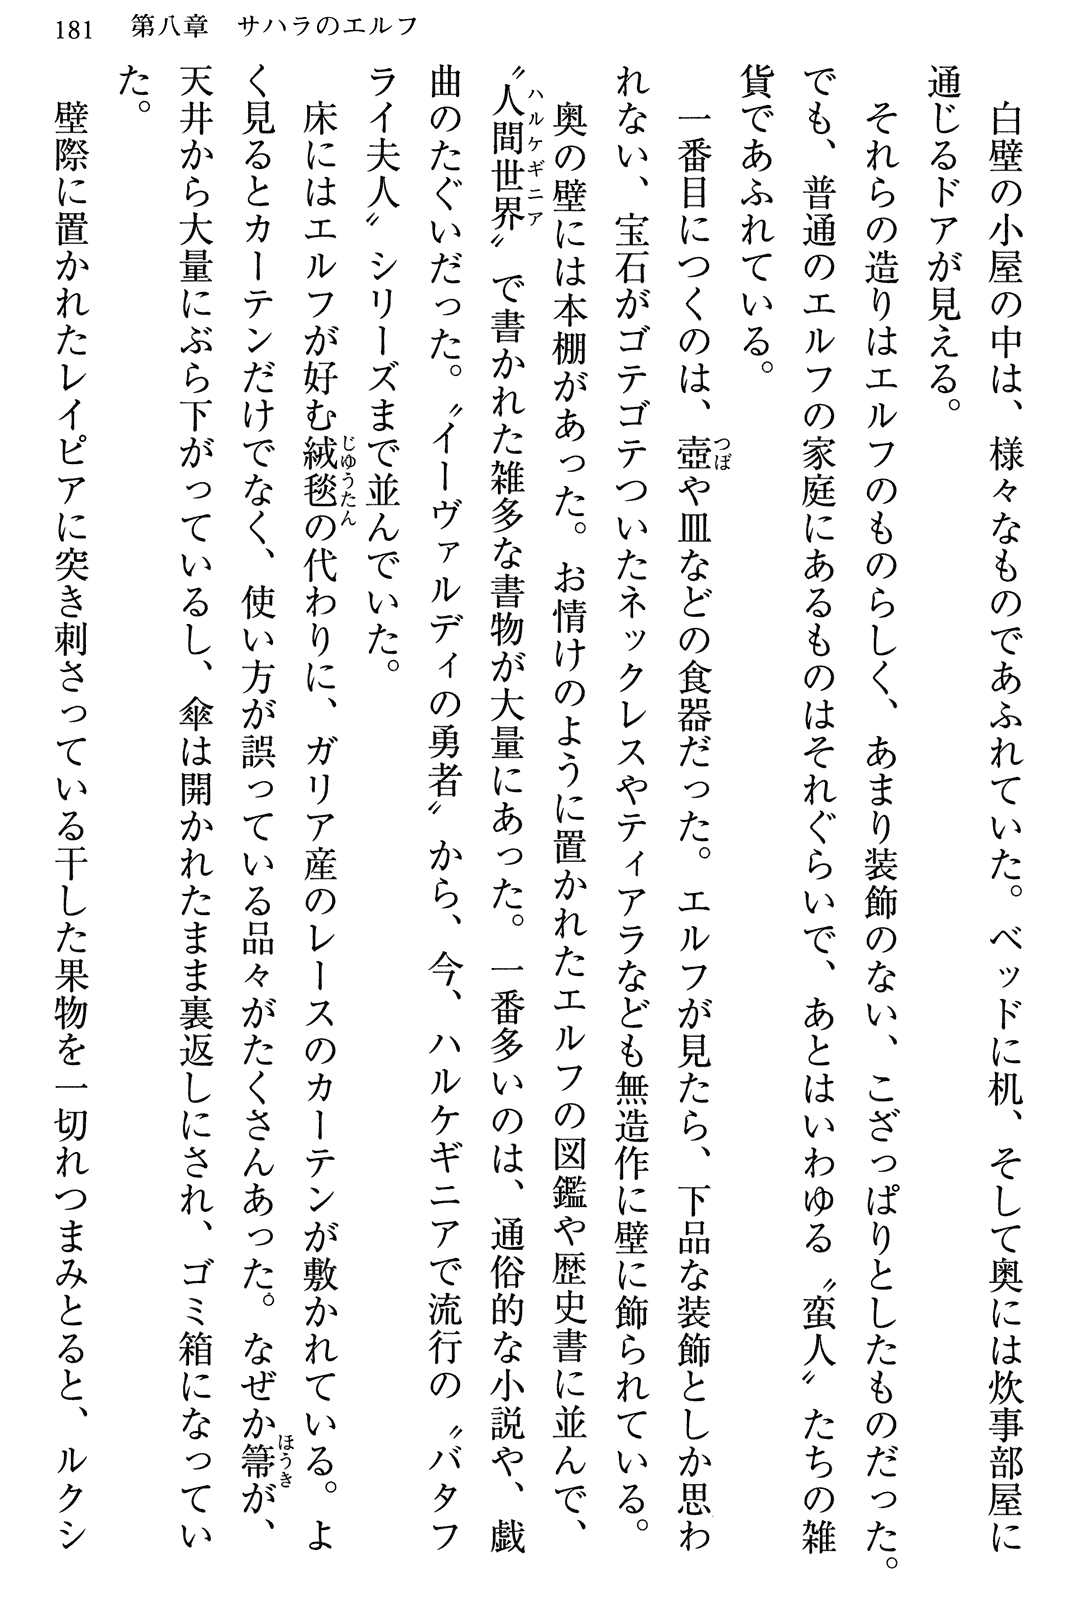 181　第八章　サハラのエルフ
　白壁の小屋の中は、様々なものであふれていた。ベッドに机、そして奥には炊事部屋に
通じるドアが見える。
　それらの造りはエルフのものらしく、あまり装飾のない、こざっぱりとしたものだった。
でも、普通のエルフの家庭にあるものはそれぐらいで、あとはいわゆる〝蛮人〟たちの雑
貨であふれている。
　一番目につくのは、壺つぼや皿などの食器だった。エルフが見たら、下品な装飾としか思わ
れない、宝石がゴテゴテついたネックレスやティアラなども無造作に壁に飾られている。
　奥の壁には本棚があった。お情けのように置かれたエルフの図鑑や歴史書に並んで、
〝人間世界ハルケギニア〟で書かれた雑多な書物が大量にあった。一番多いのは、通俗的な小説や、戯
曲のたぐいだった。〝イーヴァルディの勇者〟から、今、ハルケギニアで流行の〝バタフ
ライ夫人〟シリーズまで並んでいた。
　床にはエルフが好む絨毯じゆうたんの代わりに、ガリア産のレースのカーテンが敷かれている。よ
く見るとカーテンだけでなく、使い方が誤っている品々がたくさんあった。なぜか箒ほうきが、
天井から大量にぶら下がっているし、傘は開かれたまま裏返しにされ、ゴミ箱になってい
た。
　壁際に置かれたレイピアに突き刺さっている干した果物を一切れつまみとると、ルクシ